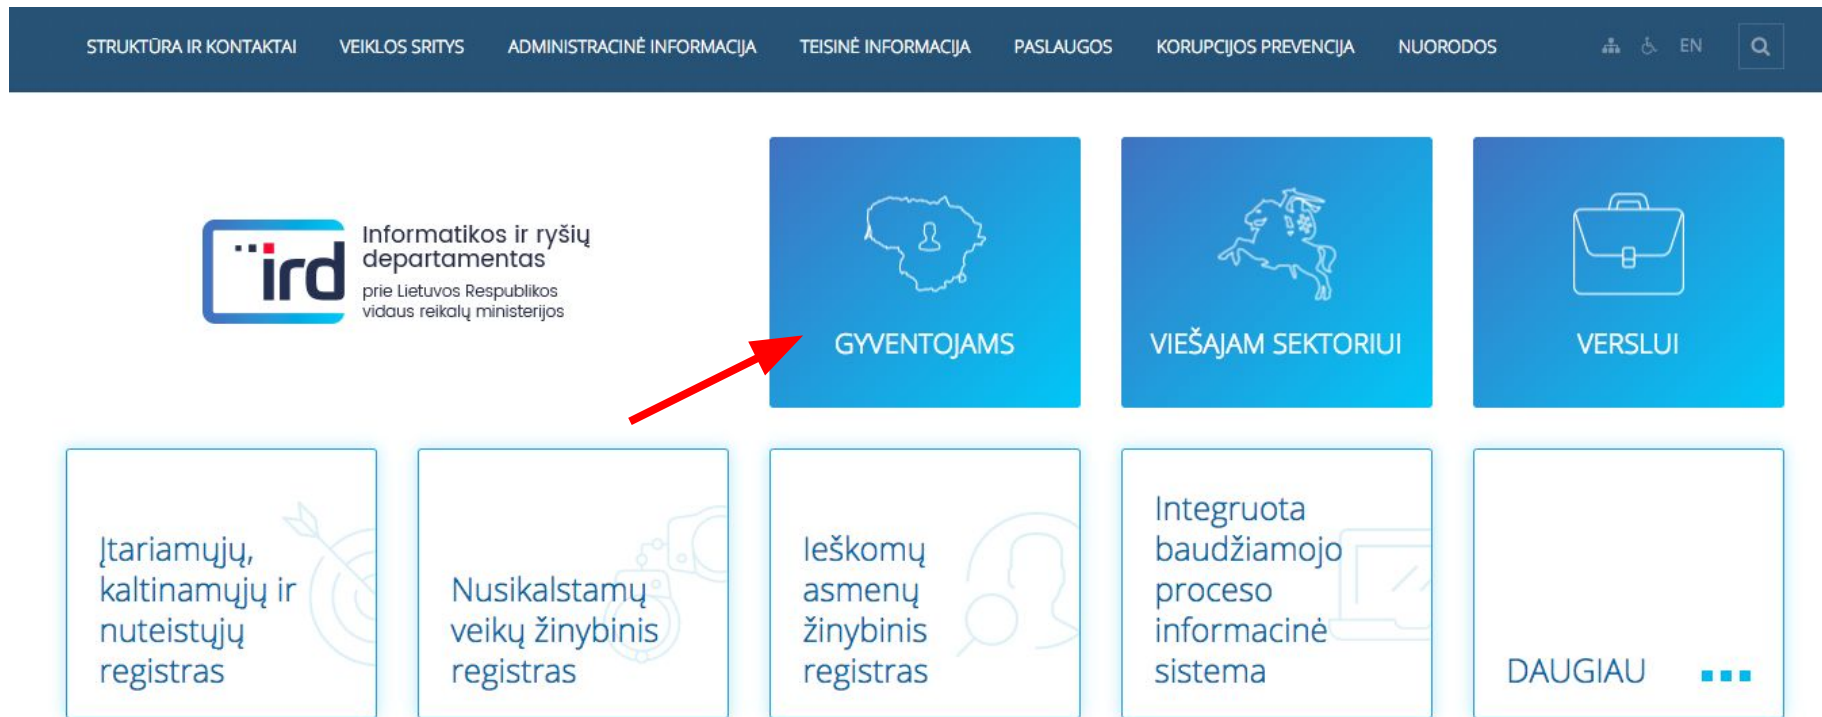 STRUKTŪRA IR KONTAKTAI VEIKLOS SRITYS ADMINISTRACINĖ INFORMACIJA TEISINĖ INFORMACIJA PASLAUGOS KORUPCIJOS PREVENCIJA NUORODOS EN
ird
Informatikos ir ryšių
departamentas
prie Lietuvos Respublikos
vidaus reikalų ministerijos
GYVENTOJAMS
VIEŠAJAM SEKTORIUI
VERSLUI
Įtariamųjų,
kaltinamųjų ir
nuteistųjų
registras
Nusikalstamų
veikų žinybinis
registras
Ieškomų
asmenų
žinybinis
registras
Integruota
baudžiamojo
proceso
informacinė
sistema
DAUGIAU